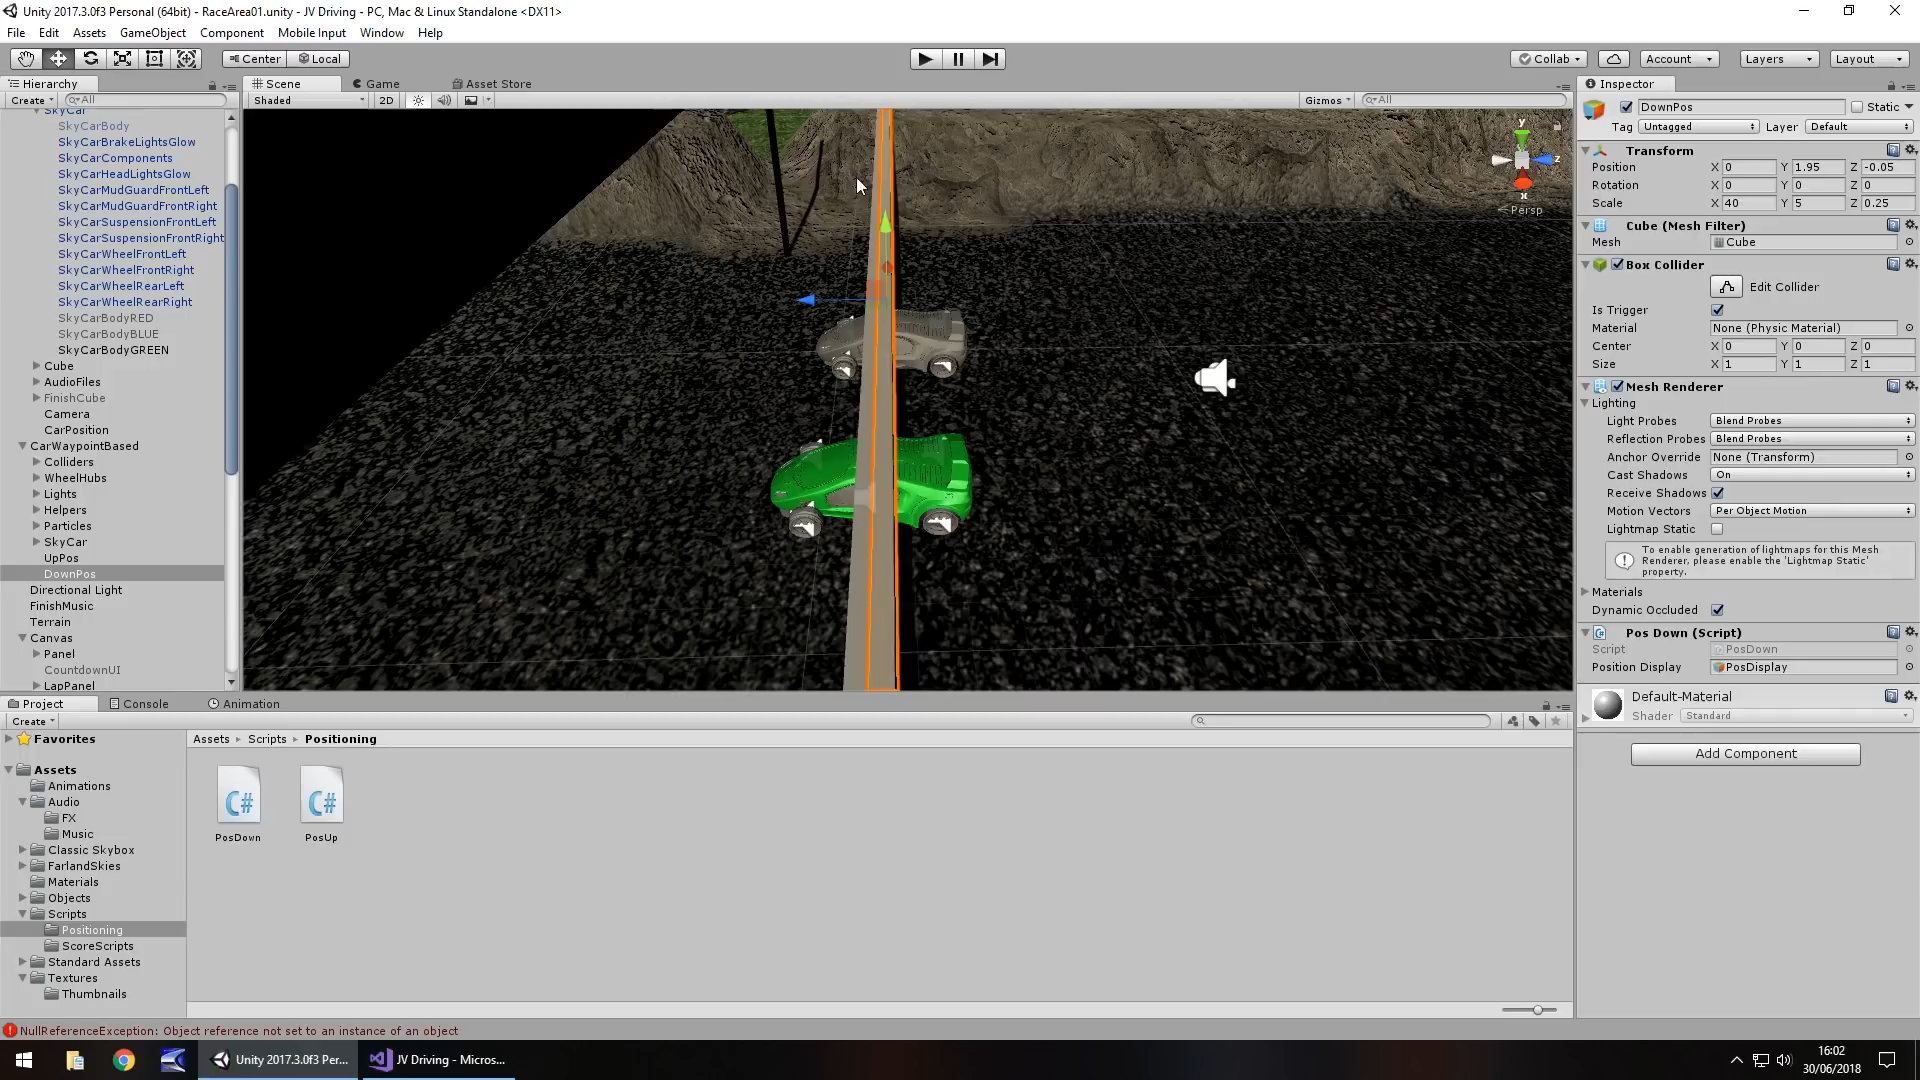 Unity 2017.3.0f3 Personal (64bit) - RaceArea01.unity - JV Driving - PC, Mac & Linux Standalone <DX11>
File Edit Assets GameObject Component Mobile Input Window Help
Center Local Collab Account Layers Layout
Hierarchy
Create All
SkyCar
SkyCarBody
SkyCarBrakeLightsGlow
SkyCarComponents
SkyCarHeadLightsGlow
SkyCarMudGuardFrontLeft
SkyCarMudGuardFrontRight
SkyCarSuspensionFrontLeft
SkyCarSuspensionFrontRight
SkyCarWheelFrontLeft
SkyCarWheelFrontRight
SkyCarWheelRearLeft
SkyCarWheelRearRight
SkyCarBodyRED
SkyCarBodyBLUE
SkyCarBodyGREEN
Cube
AudioFiles
FinishCube
Camera
CarPosition
CarWaypointBased
Colliders
WheelHubs
Lights
Helpers
Particles
SkyCar
UpPos
DownPos
Directional Light
FinishMusic
Terrain
Canvas
Panel
CountdownUI
LapPanel
Scene Game Asset Store
Shaded 2D Gizmos All
y
z
x
Persp
Inspector
DownPos Static
Tag Untagged Layer Default
Transform
Position X 0 Y 1.95 Z -0.05
Rotation X 0 Y 0 Z 0
Scale X 40 Y 5 Z 0.25
Cube (Mesh Filter)
Mesh Cube
Box Collider
Edit Collider
Is Trigger
Material None (Physic Material)
Center X 0 Y 0 Z 0
Size X 1 Y 1 Z 1
Mesh Renderer
Lighting
Light Probes Blend Probes
Reflection Probes Blend Probes
Anchor Override None (Transform)
Cast Shadows On
Receive Shadows
Motion Vectors Per Object Motion
Lightmap Static
To enable generation of lightmaps for this Mesh
Renderer, please enable the 'Lightmap Static'
property.
Materials
Dynamic Occluded
Pos Down (Script)
Script PosDown
Position Display PosDisplay
Default-Material
Shader Standard
Add Component
Project Console Animation
Create
Favorites
Assets
Animations
Audio
FX
Music
Classic Skybox
FarlandSkies
Materials
Objects
Scripts
Positioning
ScoreScripts
Standard Assets
Textures
Thumbnails
Assets Scripts Positioning
C# C#
PosDown PosUp
NullReferenceException: Object reference not set to an instance of an object
Unity 2017.3.0f3 Per... JV Driving - Micros...
16:02
30/06/2018